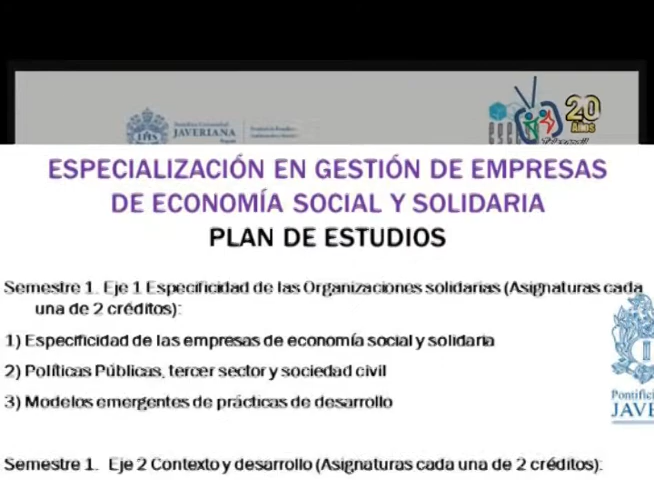 JAVERIANA
20
AÑOS
ESPECIALIZACIÓN EN GESTIÓN DE EMPRESAS
DE ECONOMÍA SOCIAL Y SOLIDARIA
PLAN DE ESTUDIOS
Semestre 1. Eje 1 Especificidad de las Organizaciones solidarias (Asignaturas cada
una de 2 créditos):
1) Especificidad de las empresas de economía social y solidaria
2) Políticas Públicas, tercer sector y sociedad civil
3) Modelos emergentes de prácticas de desarrollo
Pontific
JAVE
Semestre 1. Eje 2 Contexto y desarrollo (Asignaturas cada una de 2 créditos):